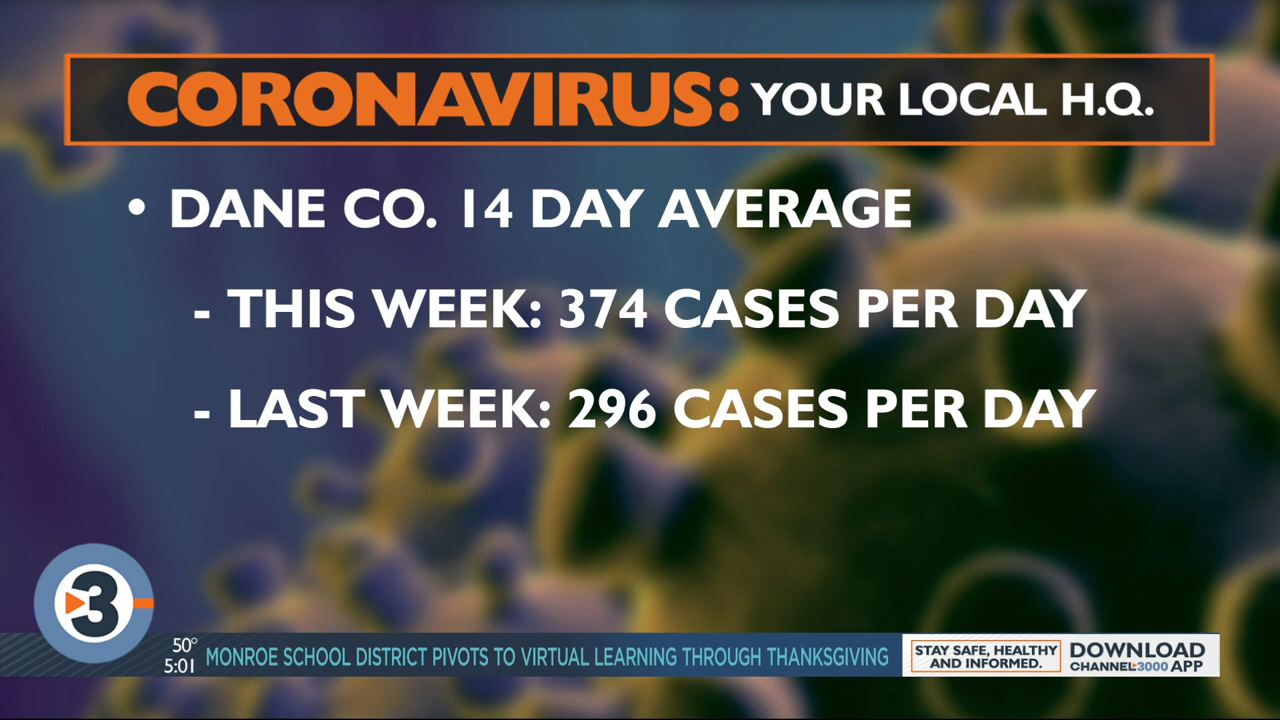 CORONAVIRUS: YOUR LOCAL H.Q.
• DANE CO. 14 DAY AVERAGE
- THIS WEEK: 374 CASES PER DAY
- LAST WEEK: 296 CASES PER DAY
3
50°
5:01
MONROE SCHOOL DISTRICT PIVOTS TO VIRTUAL LEARNING THROUGH THANKSGIVING
STAY SAFE, HEALTHY
AND INFORMED.
DOWNLOAD
CHANNEL3000 APP